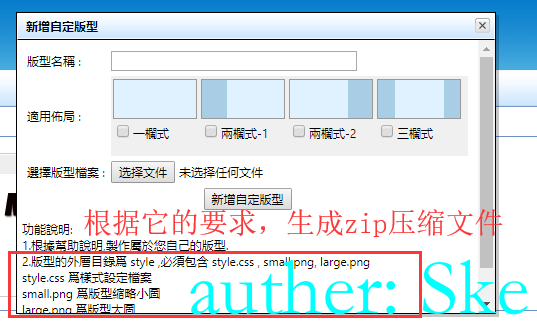 新增自定版型
版型名稱：
適用佈局：
一欄式 兩欄式-1 兩欄式-2 三欄式
選擇版型檔案：选择文件 未选择任何文件
新增自定版型
根据它的要求，生成zip压缩文件
功能說明:
1.根據幫助說明,製作屬於您自己的版型.
2.版型的外層目錄爲 style ,必須包含 style.css , small.png, large.png
style.css 爲樣式設定檔案
small.png 爲版型缩略小圖
large.png 爲版型大圖
auther: Ske